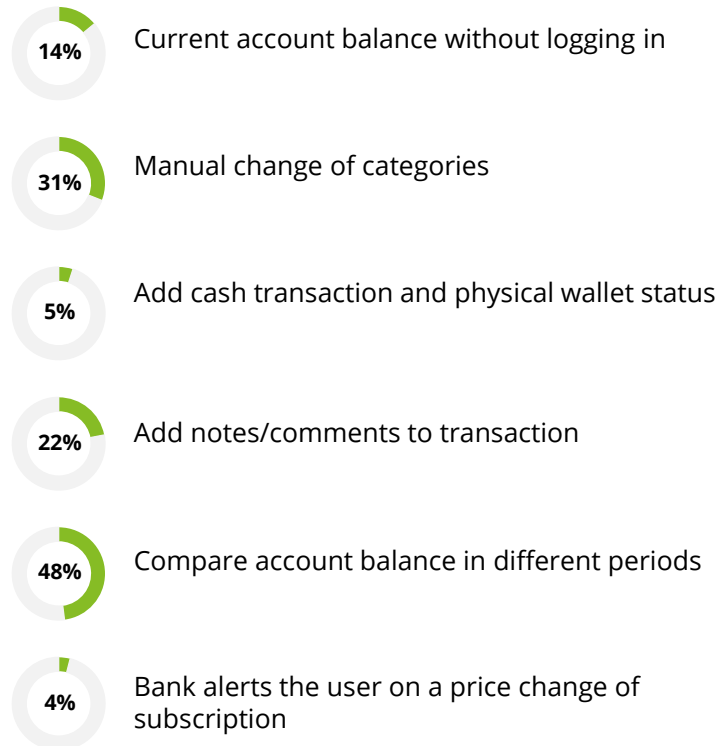 14%
Current account balance without logging in
31%
Manual change of categories
5%
Add cash transaction and physical wallet status
22%
Add notes/comments to transaction
48%
Compare account balance in different periods
4%
Bank alerts the user on a price change of
subscription